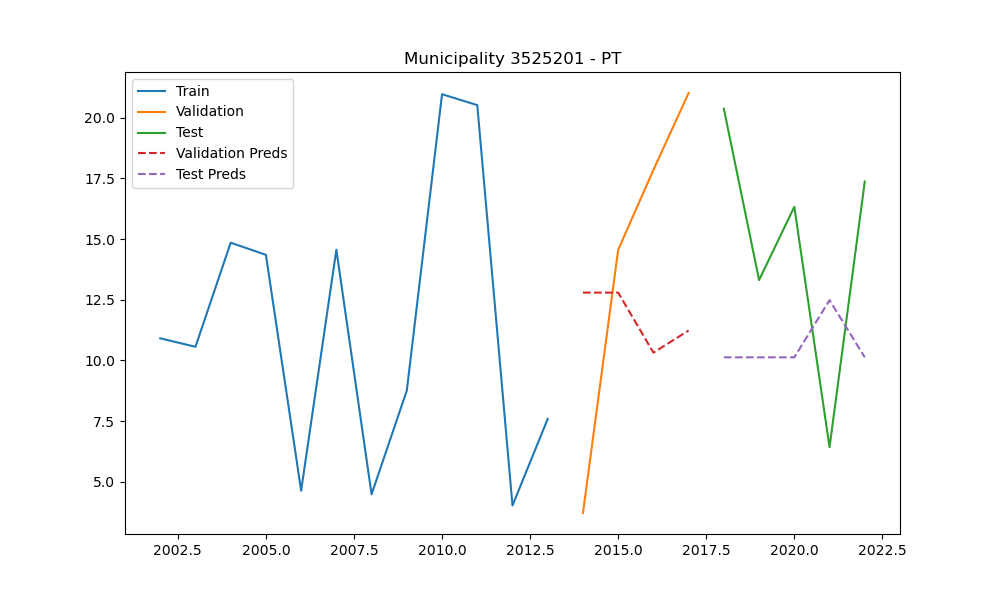 Municipality 3525201 - PT
Train
Validation
Test
Validation Preds
Test Preds
20.0
17.5
15.0
12.5
10.0
7.5
5.0
2002.5 2005.0 2007.5 2010.0 2012.5 2015.0 2017.5 2020.0 2022.5